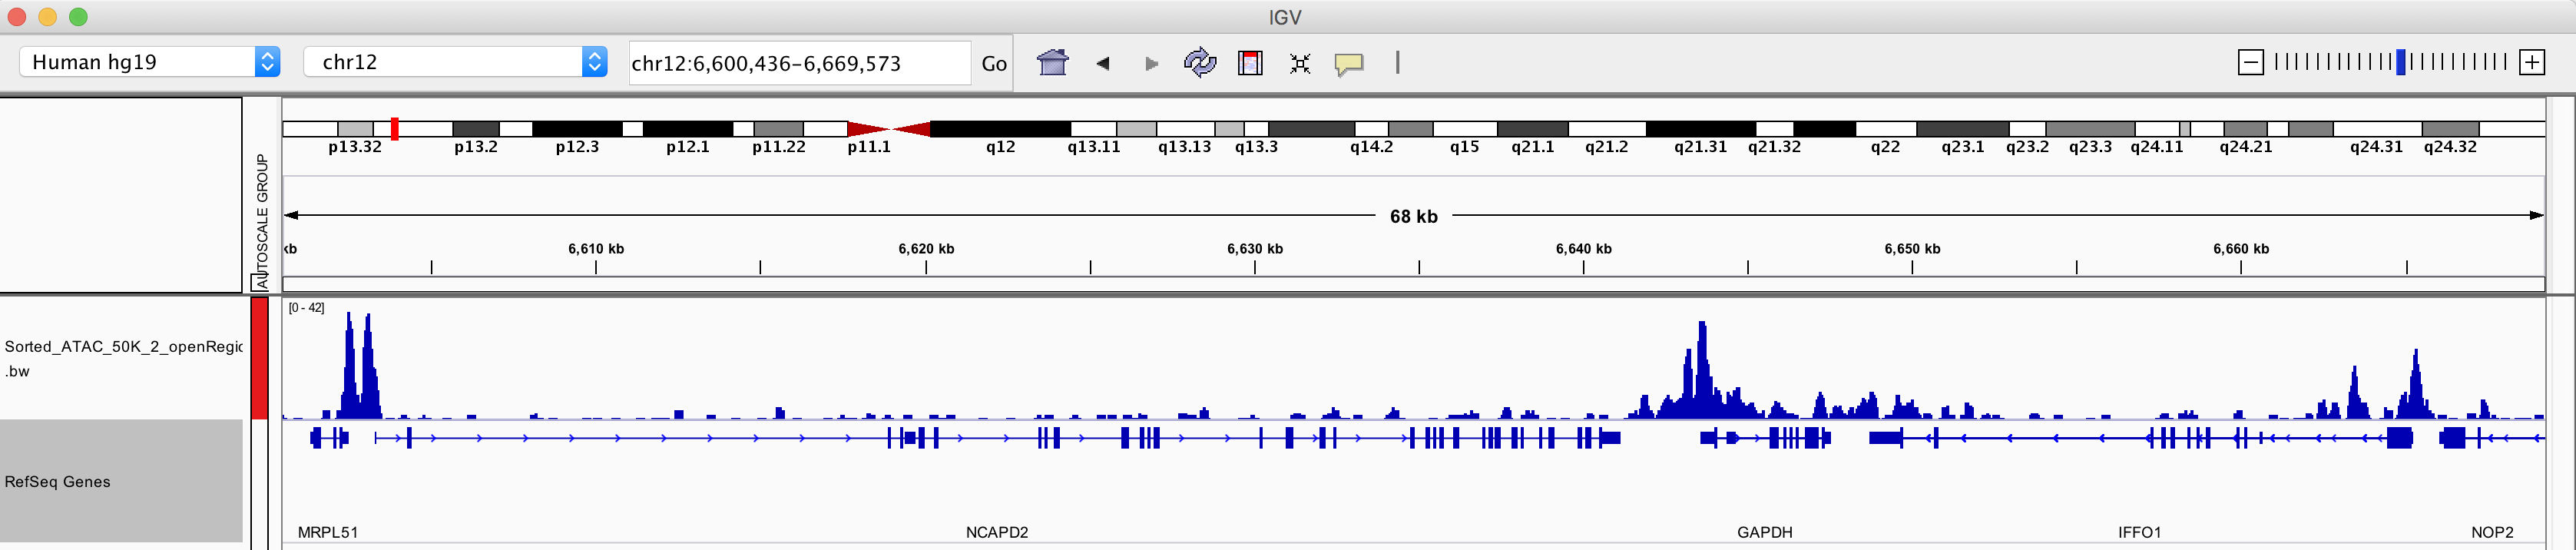 IGV
Human hg19 chr12 chr12:6,600,436-6,669,573 Go
p13.32 p13.2 p12.3 p12.1 p11.22 p11.1 q12 q13.11 q13.13 q13.3 q14.2 q15 q21.1 q21.2 q21.31 q21.32 q22 q23.1 q23.2 q23.3 q24.11 q24.21 q24.31 q24.32
AUTOSCALE GROUP
68 kb
kb 6,610 kb 6,620 kb 6,630 kb 6,640 kb 6,650 kb 6,660 kb
[0 - 42]
Sorted_ATAC_50K_2_openRegio
.bw
RefSeq Genes
MRPL51 NCAPD2 GAPDH IFFO1 NOP2